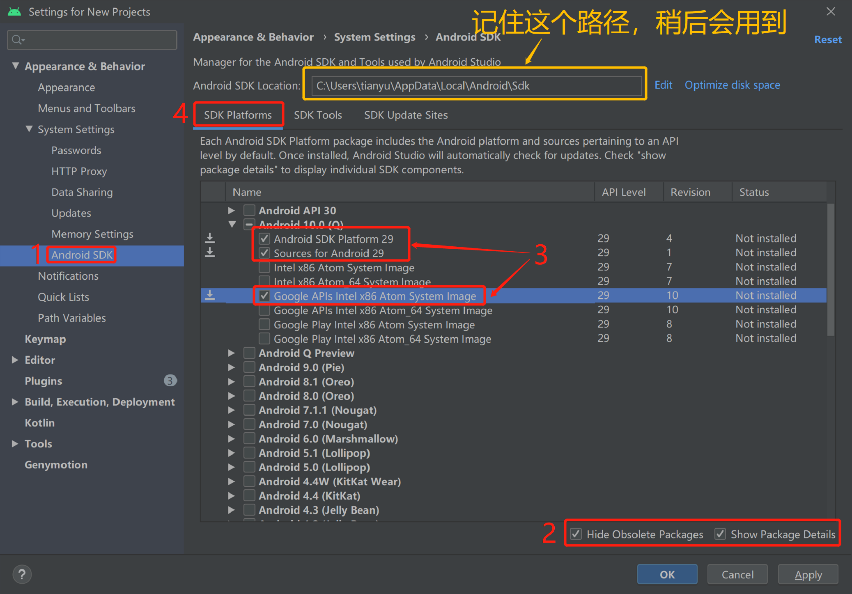 Settings for New Projects
记住这个路径，稍后会用到
Appearance & Behavior › System Settings › Android SDK
Reset
Manager for the Android SDK and Tools used by Android Studio
Android SDK Location: C:\Users\tianyu\AppData\Local\Android\Sdk Edit Optimize disk space
4 SDK Platforms SDK Tools SDK Update Sites
Each Android SDK Platform package includes the Android platform and sources pertaining to an API
level by default. Once installed, Android Studio will automatically check for updates. Check "show
package details" to display individual SDK components.
Appearance & Behavior
Appearance
Menus and Toolbars
System Settings
Passwords
HTTP Proxy
Data Sharing
Updates
Memory Settings
1 Android SDK
Notifications
Quick Lists
Path Variables
Keymap
Editor
Plugins 3
Build, Execution, Deployment
Kotlin
Tools
Genymotion
Name API Level Revision Status
Android API 30
Android 10.0 (Q)
Android SDK Platform 29 29 4 Not installed
Sources for Android 29 29 1 Not installed
3
Intel x86 Atom System Image 29 7 Not installed
Intel x86 Atom_64 System Image 29 7 Not installed
Google APIs Intel x86 Atom System Image 29 10 Not installed
Google APIs Intel x86 Atom_64 System Image 29 10 Not installed
Google Play Intel x86 Atom System Image 29 8 Not installed
Google Play Intel x86 Atom_64 System Image 29 8 Not installed
Android Q Preview
Android 9.0 (Pie)
Android 8.1 (Oreo)
Android 8.0 (Oreo)
Android 7.1.1 (Nougat)
Android 7.0 (Nougat)
Android 6.0 (Marshmallow)
Android 5.1 (Lollipop)
Android 5.0 (Lollipop)
Android 4.4W (KitKat Wear)
Android 4.4 (KitKat)
Android 4.3 (Jelly Bean)
2 Hide Obsolete Packages Show Package Details
? OK Cancel Apply